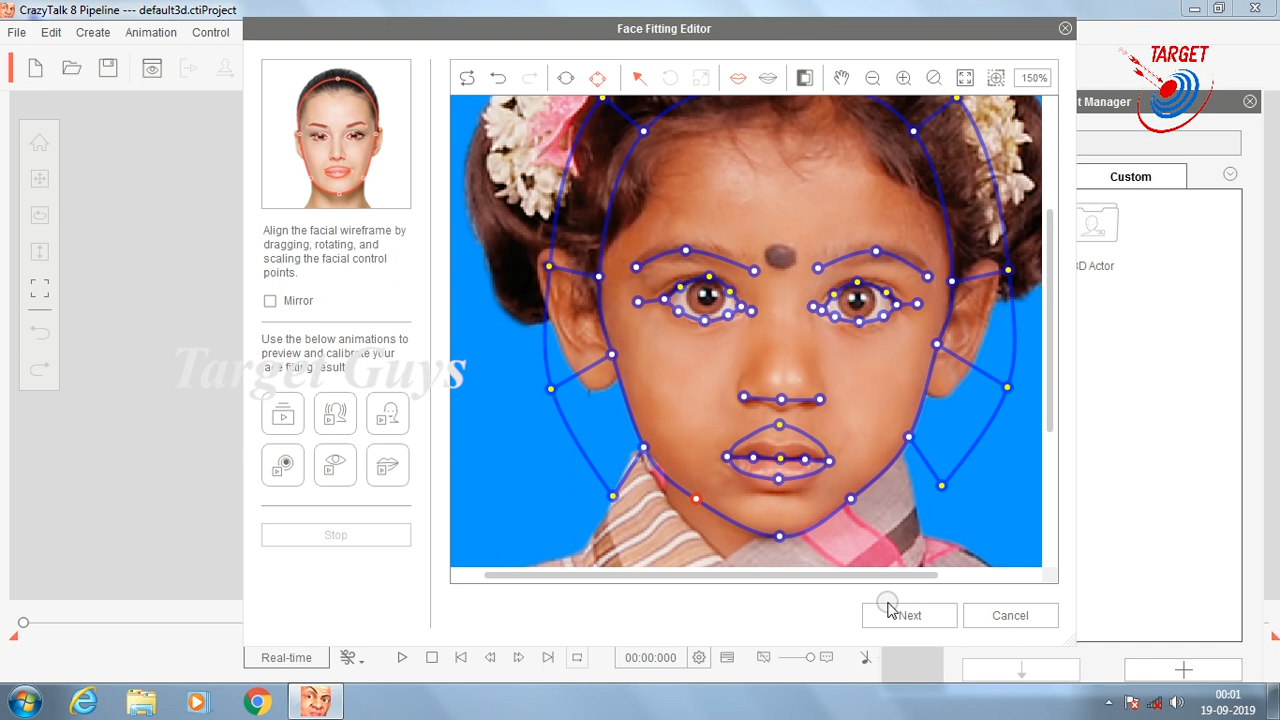 CrazyTalk 8 Pipeline --- default3d.ctiProject
File Edit Create Animation Control
Face Fitting Editor
TARGET
150%
t Manager
Custom
3D Actor
Align the facial wireframe by
dragging, rotating, and
scaling the facial control
points.
Mirror
Use the below animations to
preview and calibrate your
face fitting result.
Target Guys
Stop
Next
Cancel
Real-time
00:00:000
00:01
19-09-2019